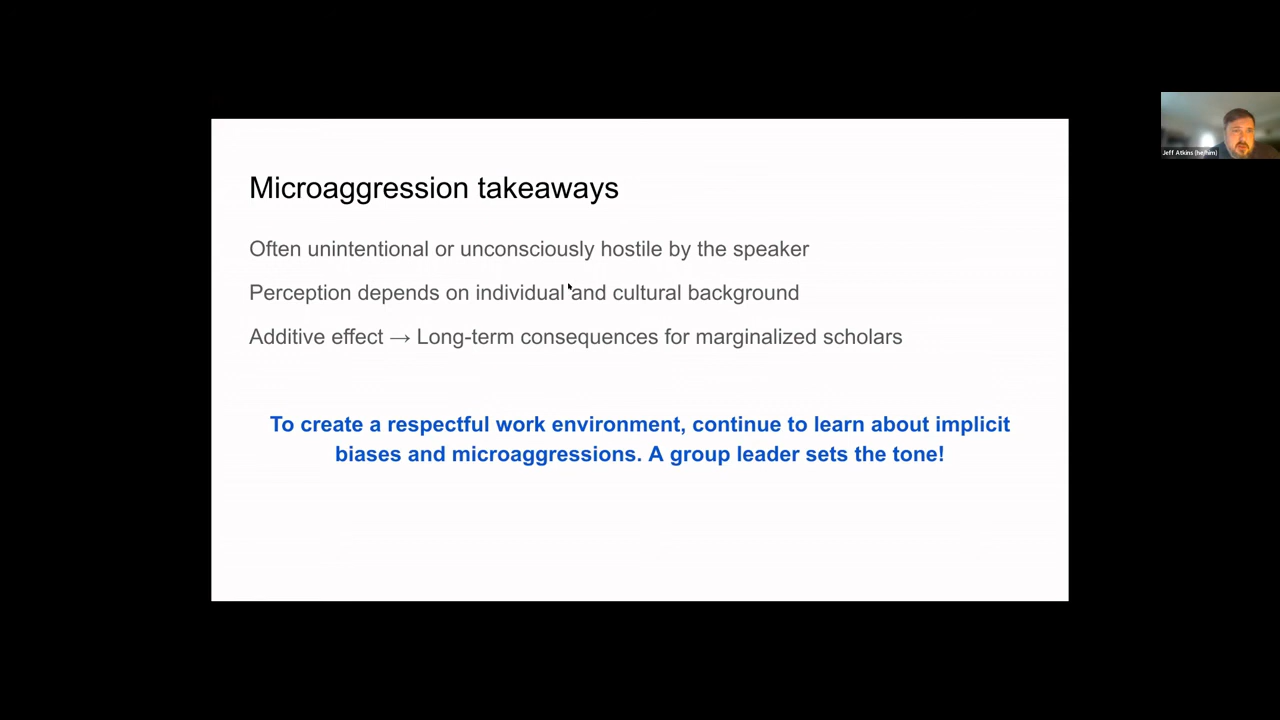 Microaggression takeaways
Often unintentional or unconsciously hostile by the speaker
Perception depends on individual and cultural background
Additive effect → Long-term consequences for marginalized scholars
To create a respectful work environment, continue to learn about implicit
biases and microaggressions. A group leader sets the tone!
Jeff Atkins (he/him)